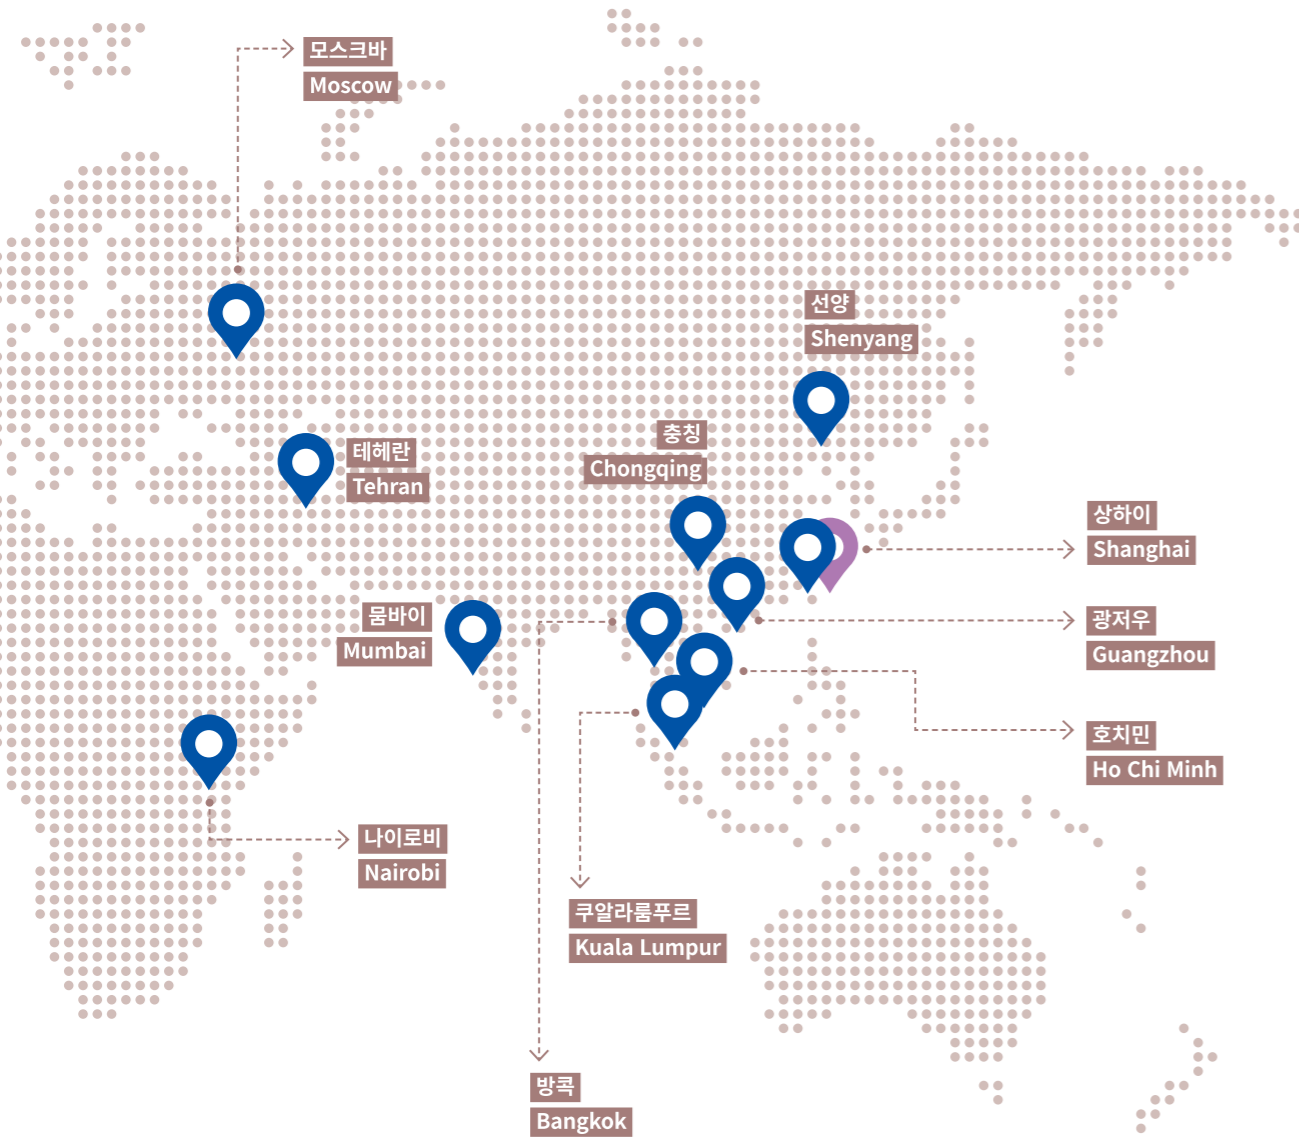 모스크바
Moscow
선양
Shenyang
충칭
Chongqing
테헤란
Tehran
상하이
Shanghai
뭄바이
Mumbai
광저우
Guangzhou
호치민
Ho Chi Minh
나이로비
Nairobi
쿠알라룸푸르
Kuala Lumpur
방콕
Bangkok